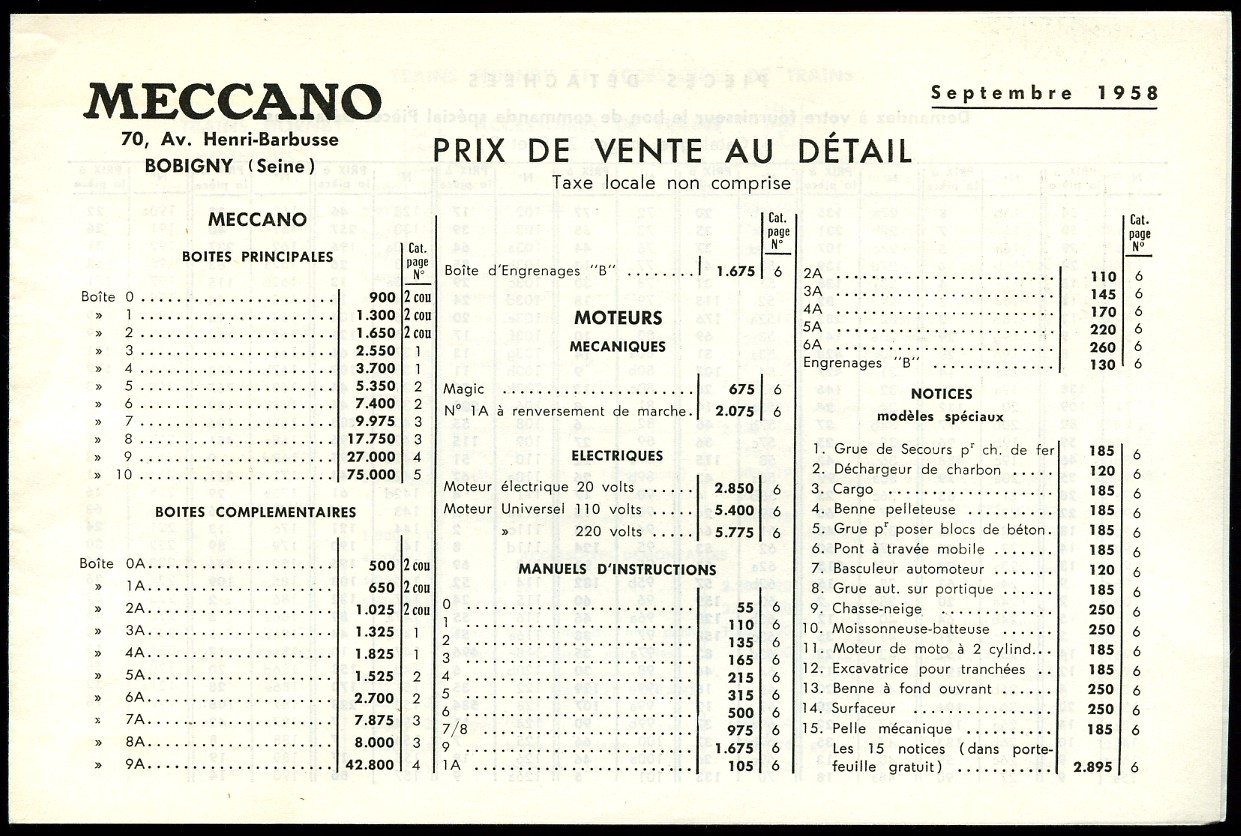 MECCANO
70, Av. Henri-Barbusse
BOBIGNY (Seine)
Septembre 1958
PRIX DE VENTE AU DÉTAIL
Taxe locale non comprise
MECCANO
BOITES PRINCIPALES
Cat. page N°
Boîte 0 ........ 900 2 cou
» 1 ........ 1.300 2 cou
» 2 ........ 1.650 2 cou
» 3 ........ 2.550 1
» 4 ........ 3.700 1
» 5 ........ 5.350 2
» 6 ........ 7.400 2
» 7 ........ 9.975 3
» 8 ........ 17.750 3
» 9 ........ 27.000 4
» 10 ........ 75.000 5
BOITES COMPLEMENTAIRES
Boîte 0A ........ 500 2 cou
» 1A ........ 650 2 cou
» 2A ........ 1.025 2 cou
» 3A ........ 1.325 1
» 4A ........ 1.825 1
» 5A ........ 1.525 2
» 6A ........ 2.700 2
» 7A ........ 7.875 3
» 8A ........ 8.000 3
» 9A ........ 42.800 4
Cat. page N°
Boîte d'Engrenages "B" ........ 1.675 6
MOTEURS
MECANIQUES
Magic ........ 675 6
N° 1A à renversement de marche. 2.075 6
ELECTRIQUES
Moteur électrique 20 volts ........ 2.850 6
Moteur Universel 110 volts ...... 5.400 6
» 220 volts ..... 5.775 6
MANUELS D'INSTRUCTIONS
0 ........ 55 6
1 ........ 110 6
2 ........ 135 6
3 ........ 165 6
4 ........ 215 6
5 ........ 315 6
6 ........ 500 6
7/8 ........ 975 6
9 ........ 1.675 6
1A ........ 105 6
Cat. page N°
2A ........ 110 6
3A ........ 145 6
4A ........ 170 6
5A ........ 220 6
6A ........ 260 6
Engrenages "B" ........ 130 6
NOTICES
modèles spéciaux
1. Grue de Secours pr ch. de fer 185 6
2. Déchargeur de charbon ...... 120 6
3. Cargo ........ 185 6
4. Benne pelleteuse ........ 185 6
5. Grue pr poser blocs de béton. 185 6
6. Pont à travée mobile ....... 185 6
7. Basculeur automoteur ....... 120 6
8. Grue aut. sur portique ...... 185 6
9. Chasse-neige ........ 250 6
10. Moissonneuse-batteuse ...... 250 6
11. Moteur de moto à 2 cylind... 185 6
12. Excavatrice pour tranchées .. 185 6
13. Benne à fond ouvrant ....... 250 6
14. Surfaceur ........ 250 6
15. Pelle mécanique ........ 185 6
Les 15 notices (dans porte-
feuille gratuit) ........ 2.895 6